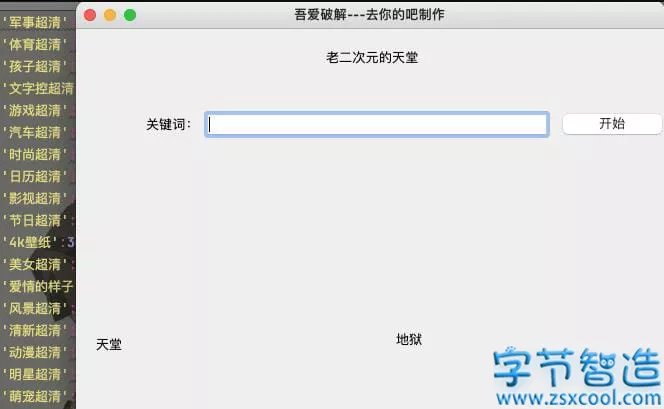 吾爱破解---去你的吧制作
老二次元的天堂
关键词：
开始
天堂
地狱
'军事超清'
'体育超清'
'孩子超清'
'文字控超清
'游戏超清'
'汽车超清'
'时尚超清'
'日历超清'
'影视超清'
'节日超清':
'4k壁纸':3
'美女超清'
'爱情的样子
'风景超清'
'清新超清'
'动漫超清'
'明星超清'
'萌宠超清'
字节智造
www.zsxcool.com